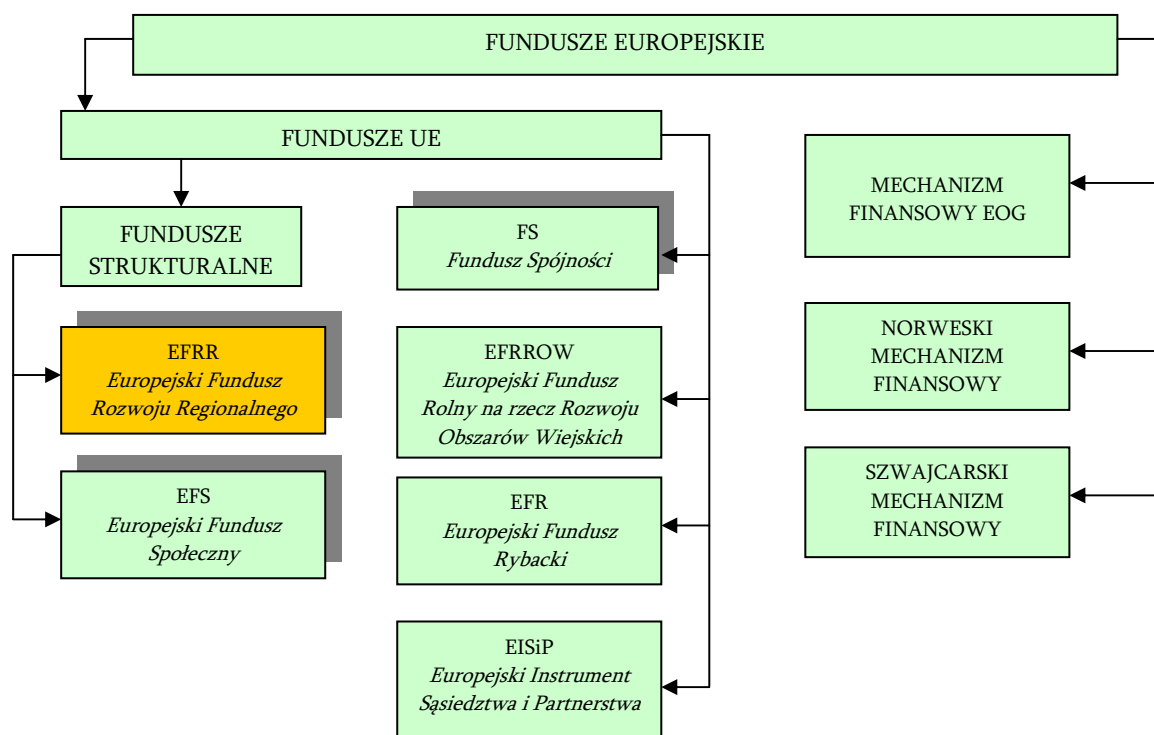 FUNDUSZE EUROPEJSKIE
FUNDUSZE UE
FUNDUSZE
STRUKTURALNE
EFRR
Europejski Fundusz
Rozwoju Regionalnego
EFS
Europejski Fundusz
Społeczny
FS
Fundusz Spójności
EFRROW
Europejski Fundusz
Rolny na rzecz Rozwoju
Obszarów Wiejskich
EFR
Europejski Fundusz
Rybacki
EISiP
Europejski Instrument
Sąsiedztwa i Partnerstwa
MECHANIZM
FINANSOWY EOG
NORWESKI
MECHANIZM
FINANSOWY
SZWAJCARSKI
MECHANIZM
FINANSOWY